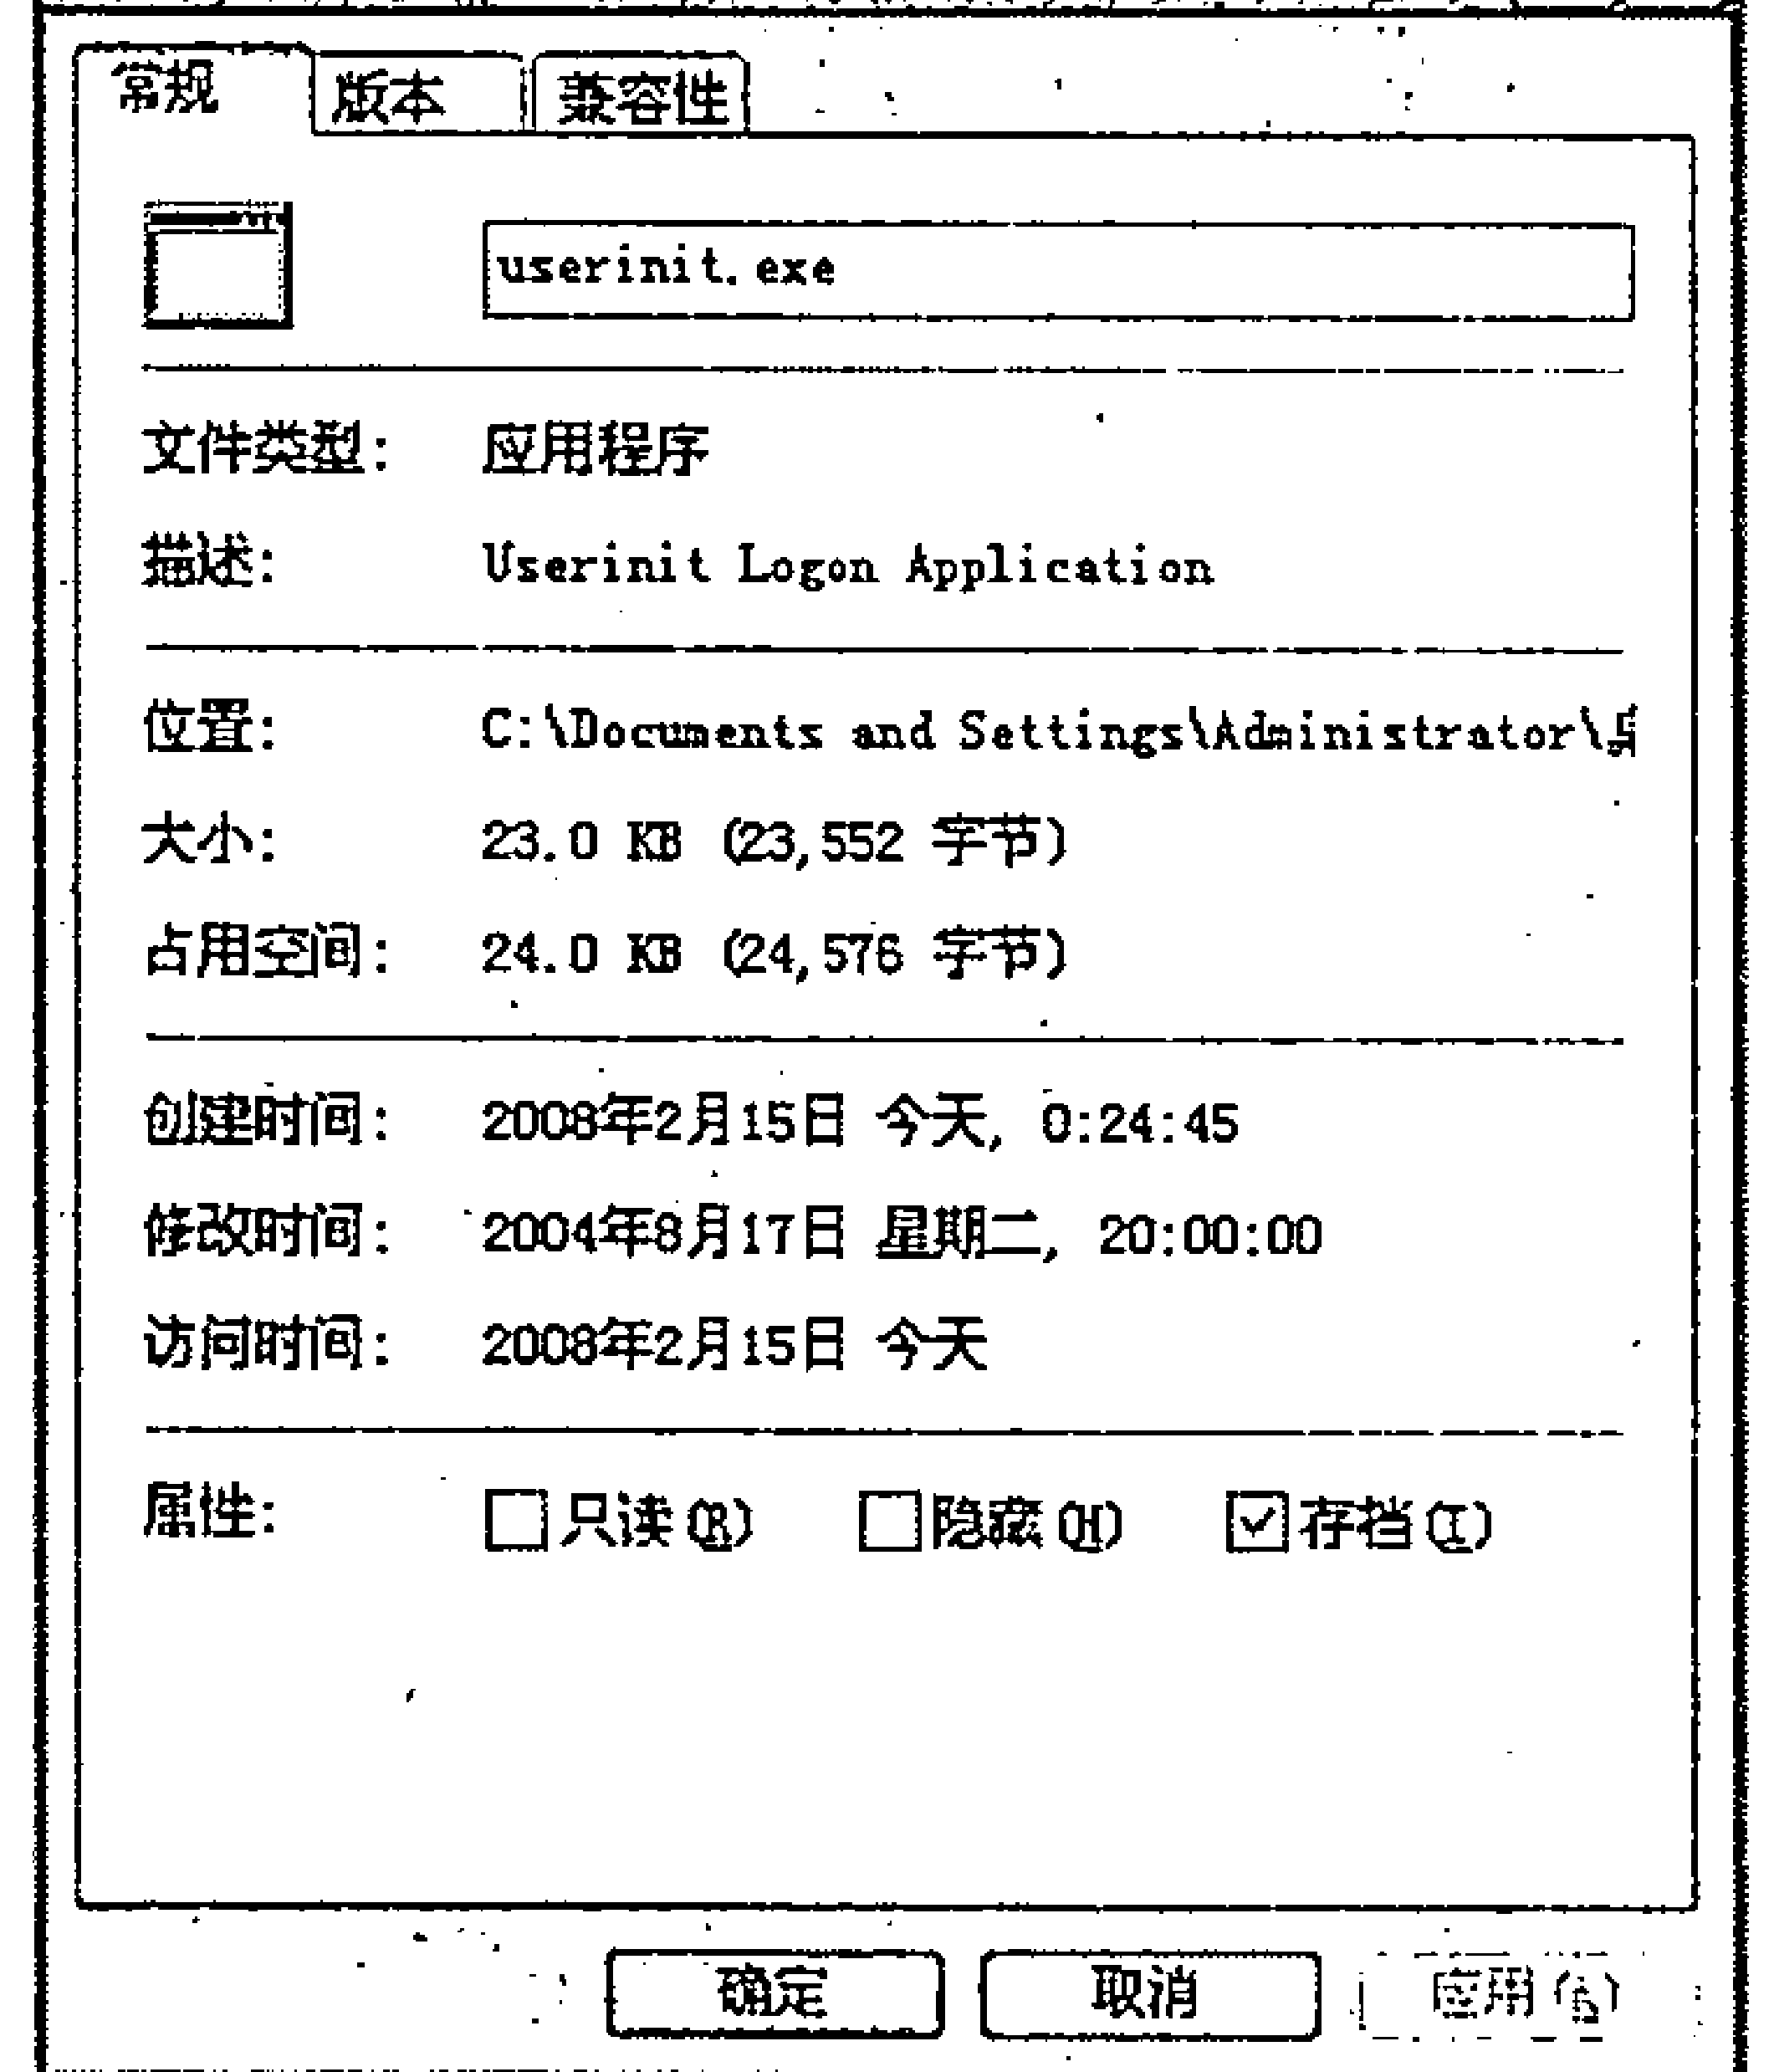 常规 版本 兼容性
userinit.exe
文件类型: 应用程序
描述: Userinit Logon Application
位置: C:\Documents and Settings\Administrator\
大小: 23.0 KB (23,552 字节)
占用空间: 24.0 KB (24,576 字节)
创建时间: 2008年2月15日 今天, 0:24:45
修改时间: 2004年8月17日 星期二, 20:00:00
访问时间: 2008年2月15日 今天
属性: 只读(R) 隐藏(H) 存档(I)
确定 取消 应用(A)